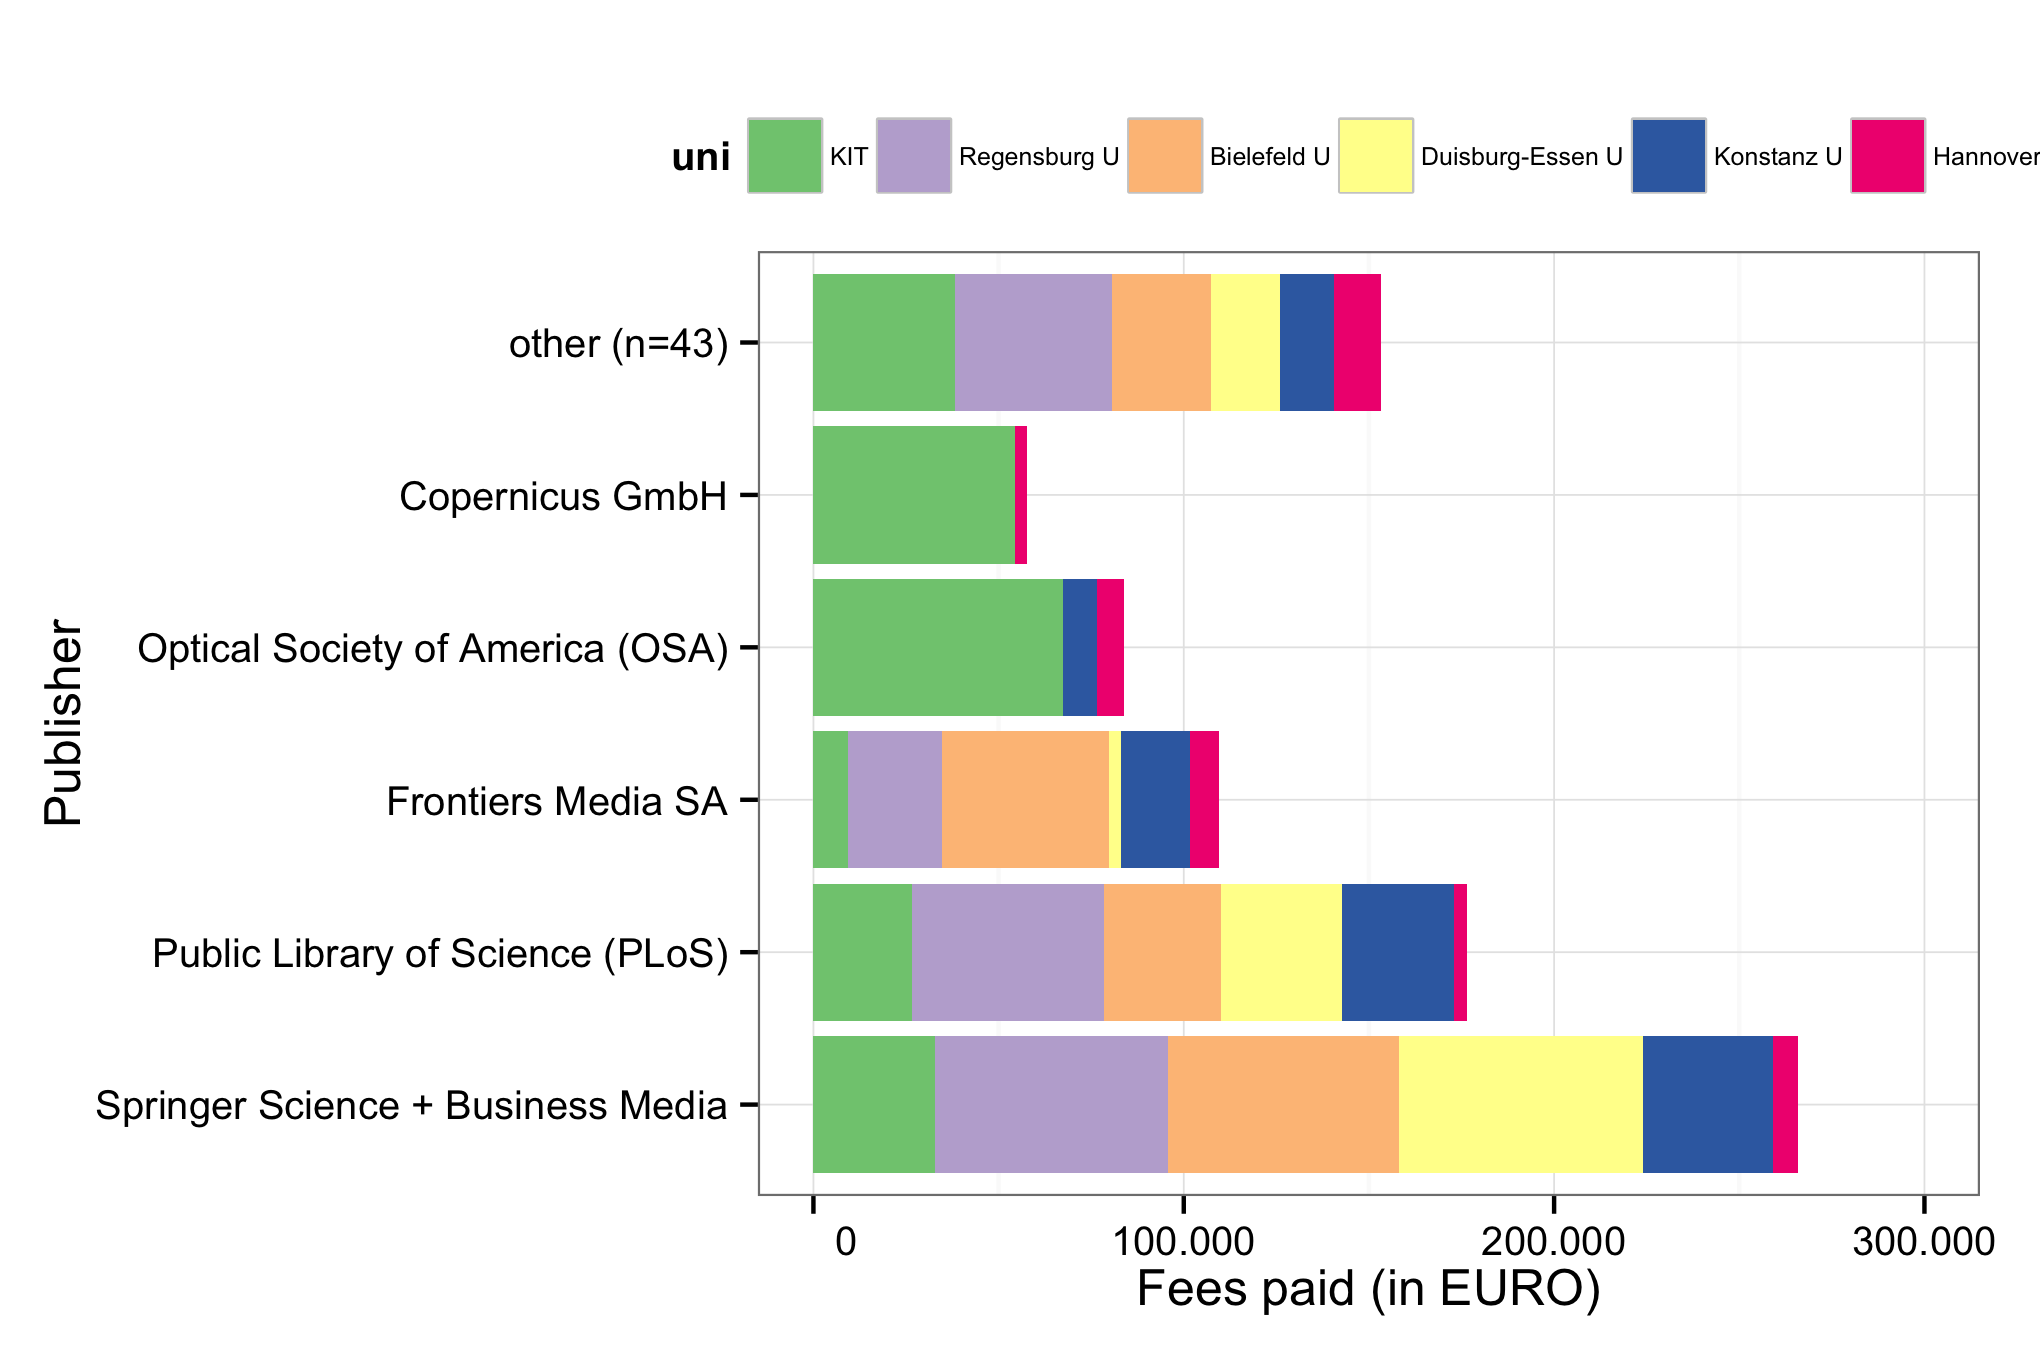 uni KIT Regensburg U Bielefeld U Duisburg-Essen U Konstanz U Hannover
other (n=43)
Copernicus GmbH
Optical Society of America (OSA)
Frontiers Media SA
Public Library of Science (PLoS)
Springer Science + Business Media
Publisher
0 100.000 200.000 300.000
Fees paid (in EURO)